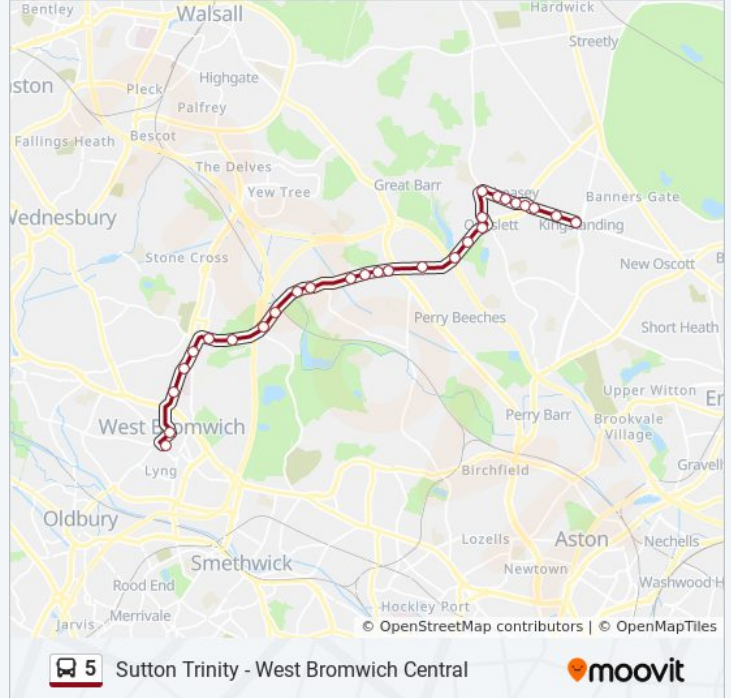 Bentley
Walsall
Hardwick
Streetly
Highgate
ston
Pleck
Palfrey
Fallings Heath
Bescot
The Delves
Yew Tree
Great Barr
Banners Gate
Wednesbury
Oscott
Kingstanding
Stone Cross
New Oscott
B
Perry Beeches
Short Heath
Upper Witton
Er
West Bromwich
Perry Barr
Brookvale
Village
Lyng
Birchfield
Gravell
Oldbury
Lozells
Aston
Nechells
Smethwick
Newtown
Washwood H
Rood End
Hockley Port
Merrivale
Jarvis
© OpenStreetMap contributors | © OpenMapTiles
5 Sutton Trinity - West Bromwich Central
moovit